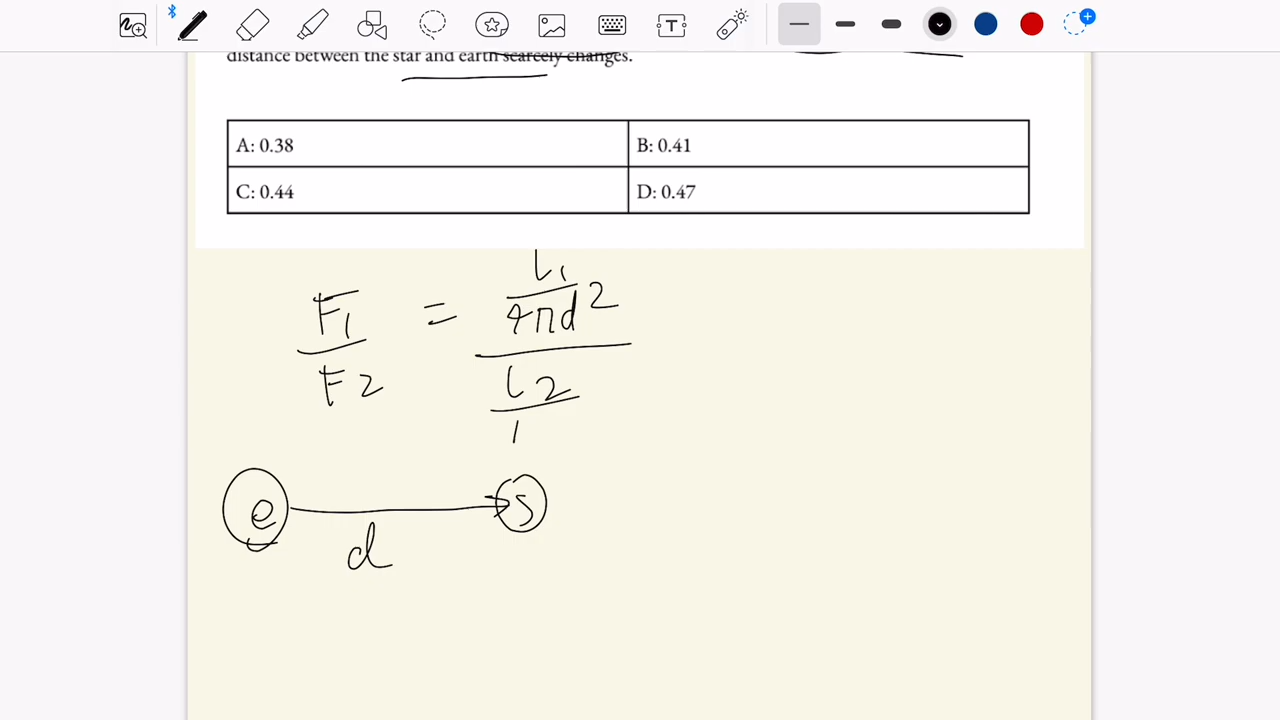 distance between the star and earth scarcely changes.
A: 0.38
B: 0.41
C: 0.44
D: 0.47
F1/F2 = (L1/4πd²)/(L2/
e
s
d